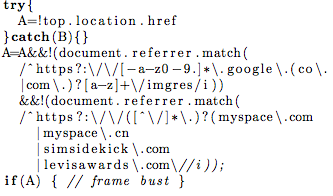 try{
A=!top.location.href
}catch(B){}
A=A&&!(document.referrer.match(
/^https?:\/\/[-a-z0-9.]*\.google\.(co\.
|com\.)?[a-z]+\/imgres/i))
&&!(document.referrer.match(
/^https?:\/\/([^\/]*\.)?(myspace\.com
|myspace\.cn
|simsidekick\.com
|levisawards\.com\//i));
if(A) { // frame bust }